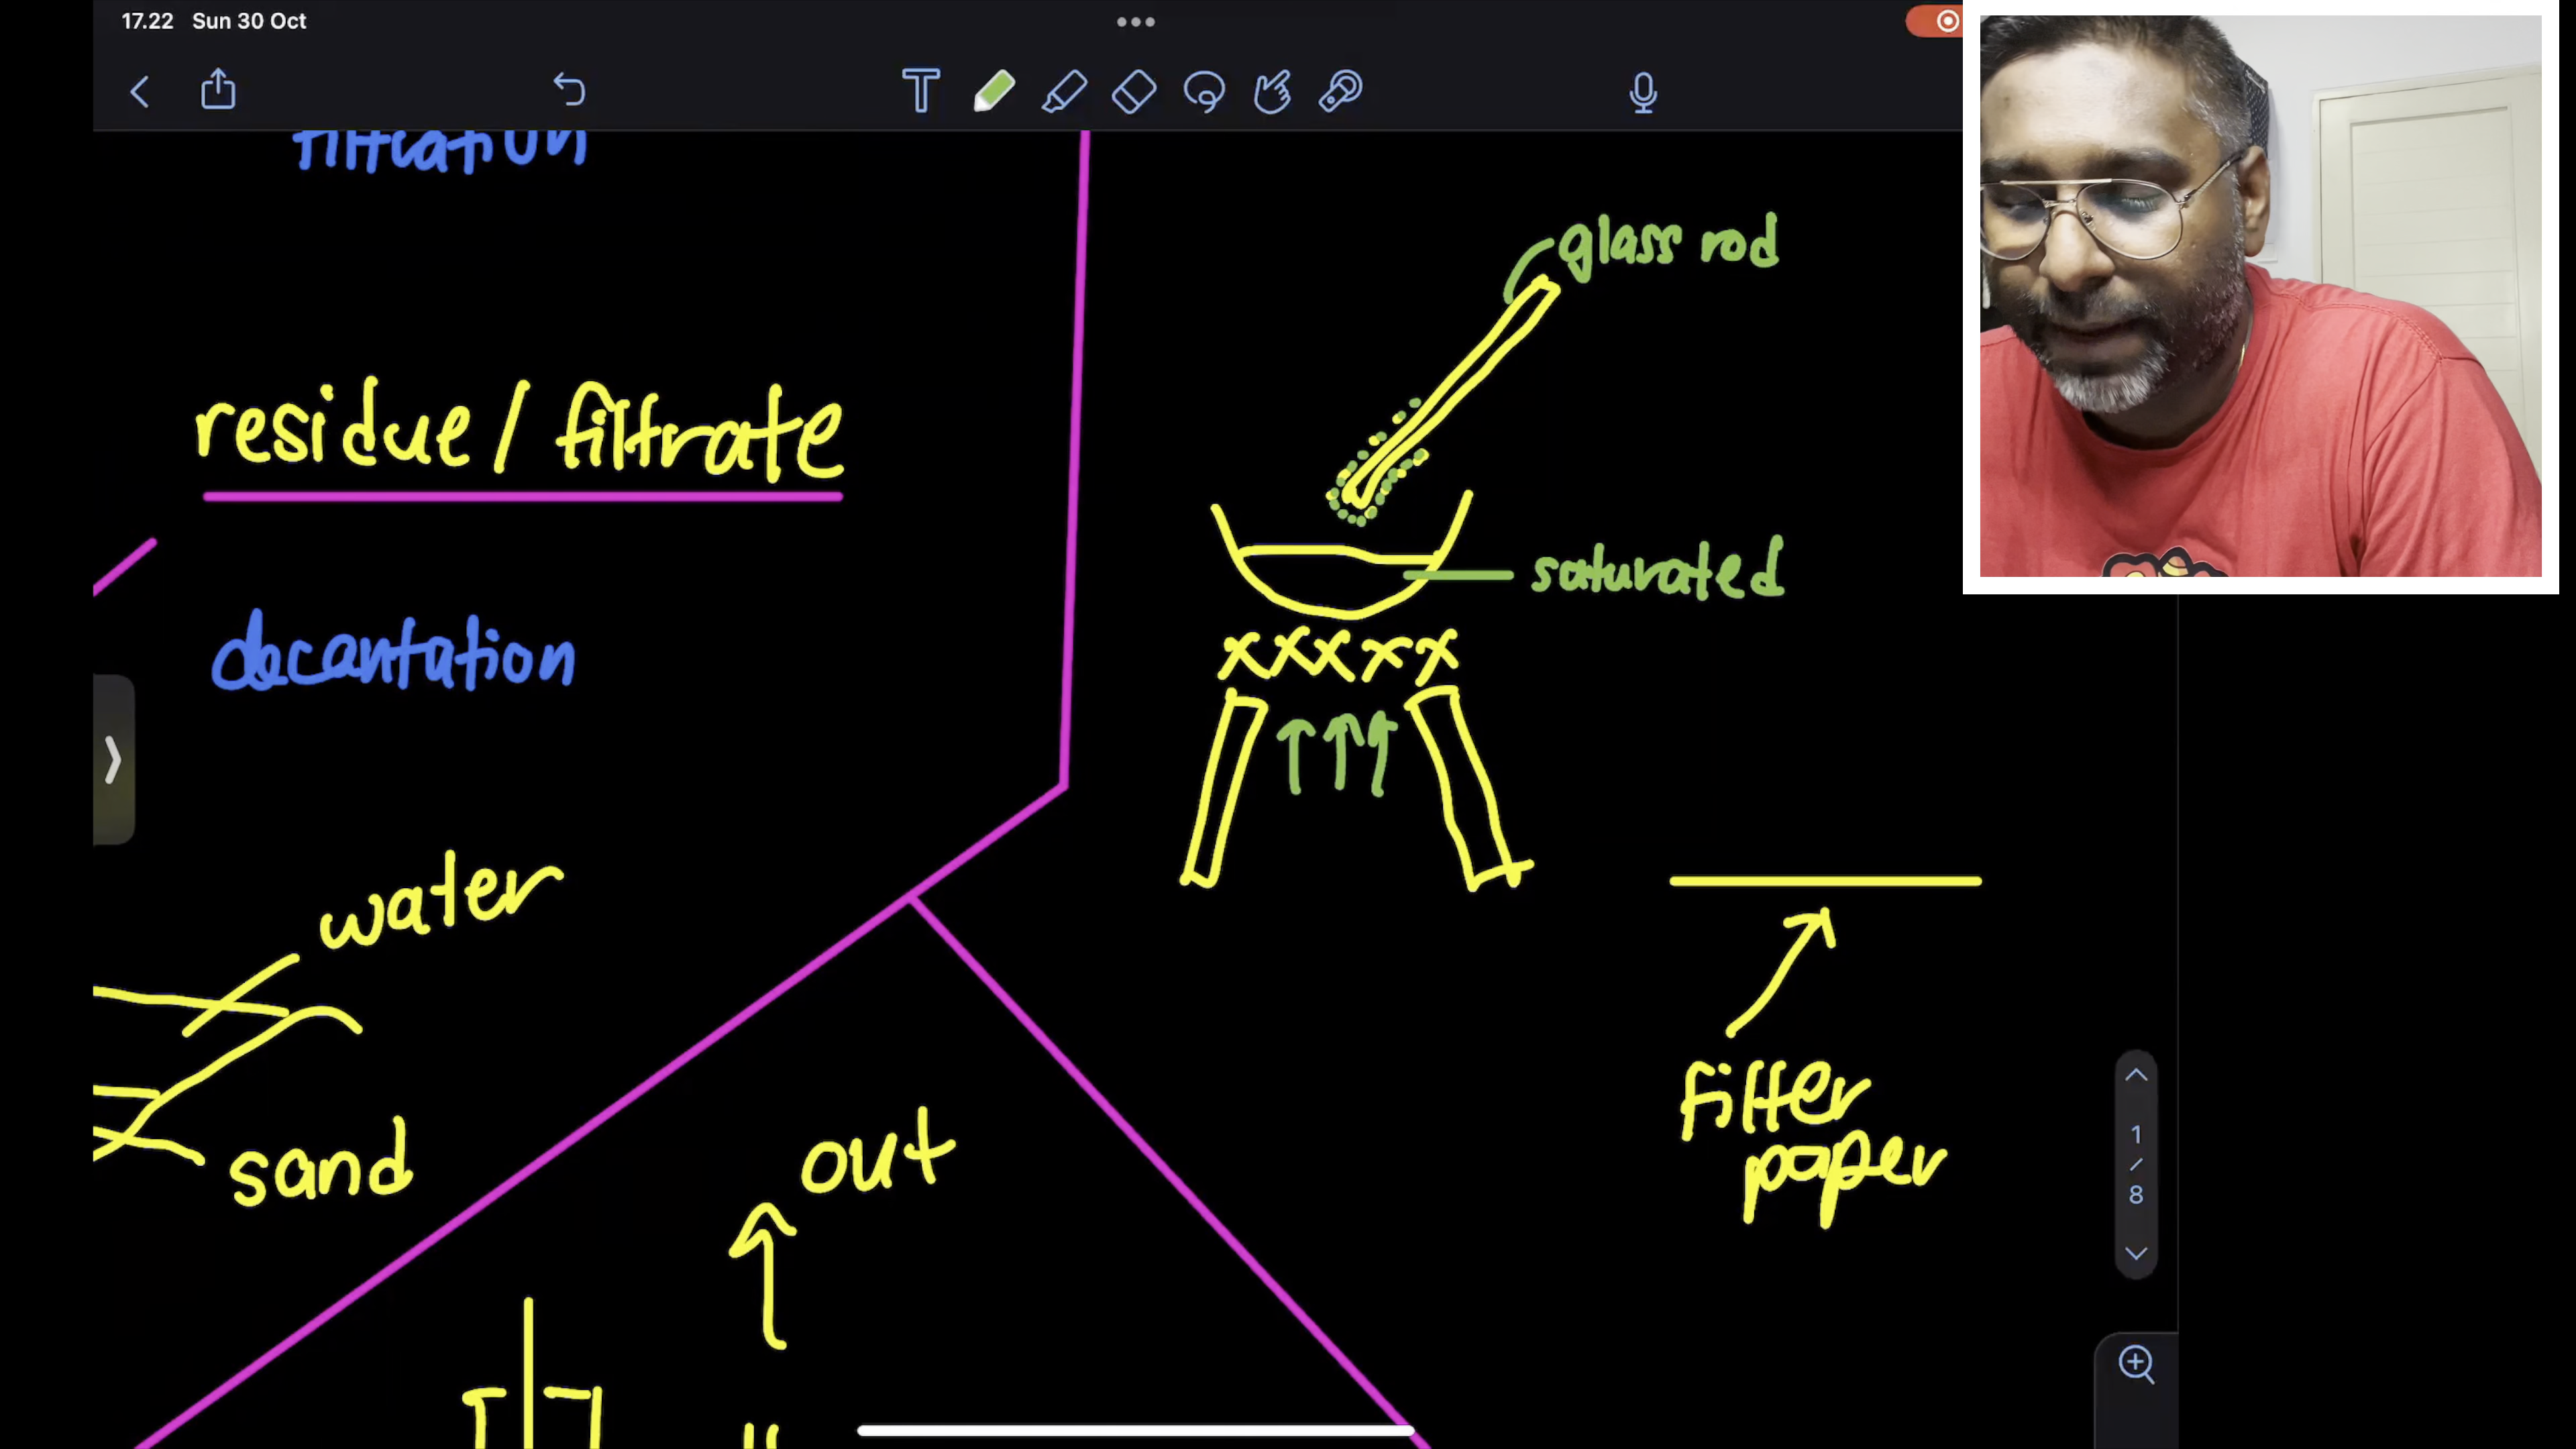 17.22 Sun 30 Oct
filtration
glass rod
residue / filtrate
saturated
decantation
water
filter
paper
sand
out
1
/
8